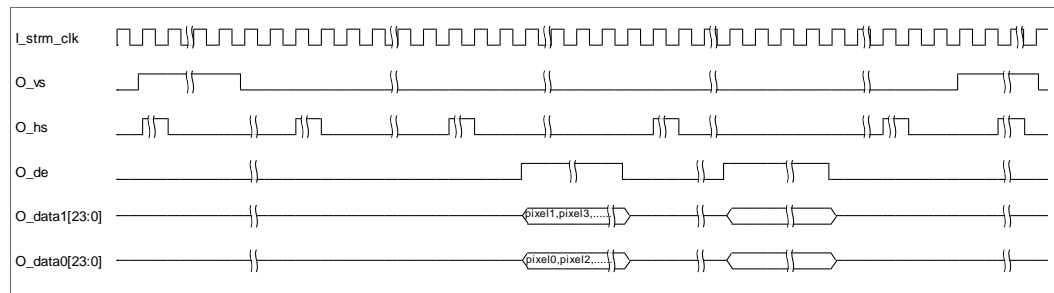 I_strm_clk
O_vs
O_hs
O_de
O_data1[23:0] pixel1,pixel3,......
O_data0[23:0] pixel0,pixel2,......